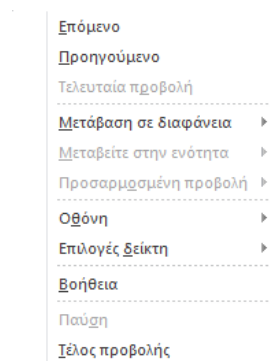 Επόμενο
Προηγούμενο
Τελευταία προβολή
Μετάβαση σε διαφάνεια
Μεταβείτε στην ενότητα
Προσαρμοσμένη προβολή
Οθόνη
Επιλογές δείκτη
Βοήθεια
Παύση
Τέλος προβολής